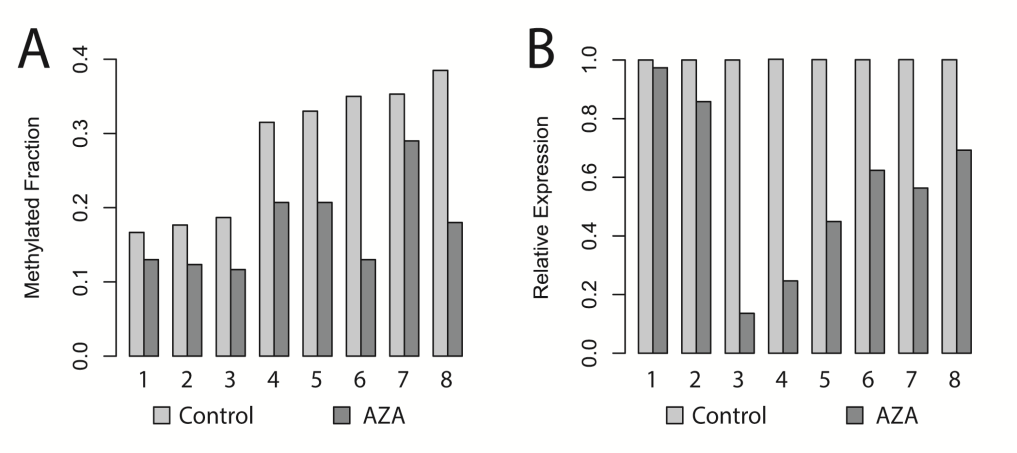 A
Methylated Fraction
0.4
0.3
0.2
0.1
0.0
1 2 3 4 5 6 7 8
Control AZA
B
Relative Expression
1.0
0.8
0.6
0.4
0.2
0.0
1 2 3 4 5 6 7 8
Control AZA